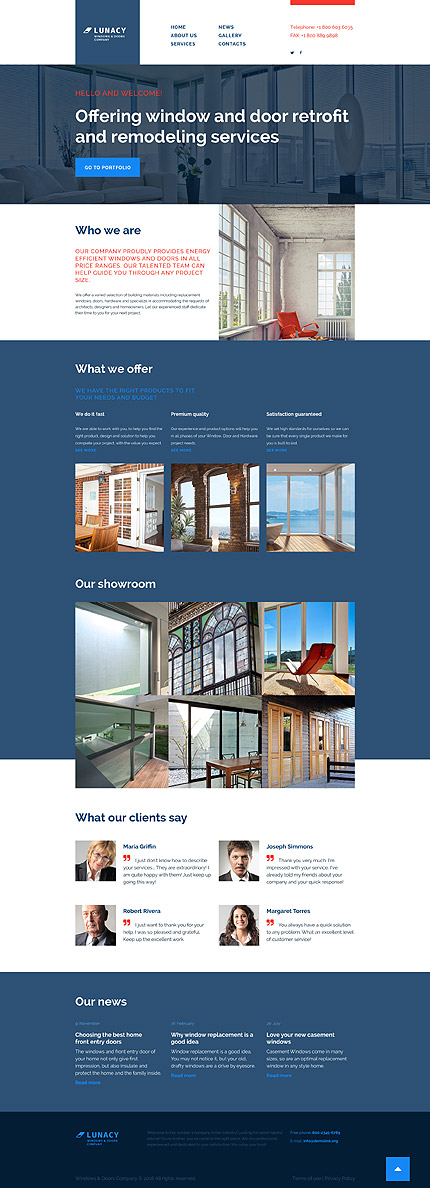 LUNACY
WINDOWS & DOORS
COMPANY
HOME
ABOUT US
SERVICES
NEWS
GALLERY
CONTACTS
HELLO AND WELCOME!
Offering window and door retrofit
and remodeling services
GO TO PORTFOLIO
Who we are
OUR COMPANY PROUDLY PROVIDES ENERGY
EFFICIENT WINDOWS AND DOORS IN ALL
PRICE RANGES. OUR TALENTED TEAM CAN
HELP GUIDE YOU THROUGH ANY PROJECT
SIZE.
We offer a varied selection of building materials including replacement
windows, doors, hardware and specialize in accommodating the requests of
architects, designers and homeowners. Let our experienced staff dedicate
their time to you for your next project.
What we offer
WE HAVE THE RIGHT PRODUCTS TO FIT
YOUR NEEDS AND BUDGET
We do it fast
We are able to work with you, to help you find the
right product, design and solution to help you
complete your project, with the value you expect.
SEE MORE
Premium quality
Our experience and product options will help you
in all phases of your Window, Door and Hardware
project needs.
SEE MORE
Satisfaction guaranteed
We set high standards for ourselves so we can
be sure that every single product we make for
you is built to last.
SEE MORE
Our showroom
What our clients say
Maria Griffin
I just don't know how to describe
your services... They are extraordinary! I
am quite happy with them! Just keep up
going this way!
Joseph Simmons
Thank you very much. I'm
impressed with your service. I've
already told my friends about your
company and your quick response!
Robert Rivera
I just want to thank you for your
help. I was so pleased and grateful.
Keep up the excellent work.
Margaret Torres
You always have a quick solution
to any problem. What an excellent level
of customer service!
Our news
Choosing the best home
front entry doors
The windows and front entry door of
your home not only give first
impression, but also insulate and
protect the home and the family inside.
Read more
Why window replacement is a
good idea
Window replacement is a good idea.
You may not notice it, but your old,
drafty windows are a drive by eyesore.
Read more
Love your new casement
windows
Casement Windows come in many
sizes, so are an optimal replacement
window in any style home.
Read more
LUNACY
WINDOWS & DOORS
COMPANY
Free phone: 800-2345-6789
E-mail: info@demolink.org
Windows & Doors Company © 2016 All rights reserved
Terms of use | Privacy Policy